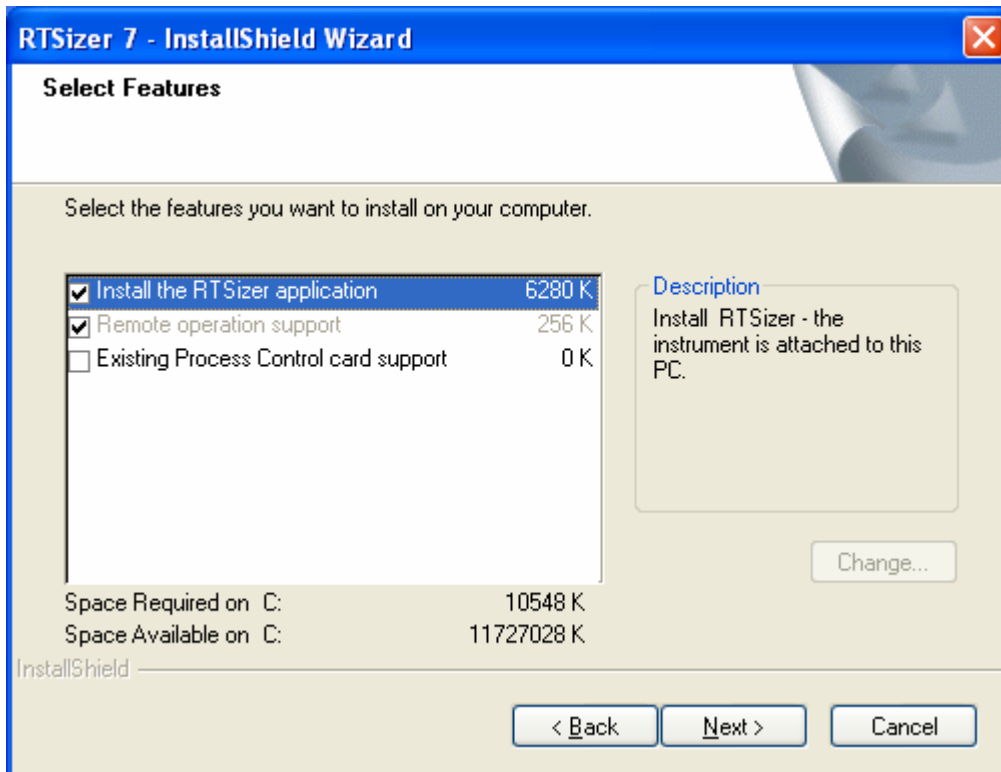 RTSizer 7 - InstallShield Wizard
Select Features
Select the features you want to install on your computer.
Install the RTSizer application 6280 K
Remote operation support 256 K
Existing Process Control card support 0 K
Description
Install RTSizer - the
instrument is attached to this
PC.
Change...
Space Required on C: 10548 K
Space Available on C: 11727028 K
InstallShield
< Back Next > Cancel